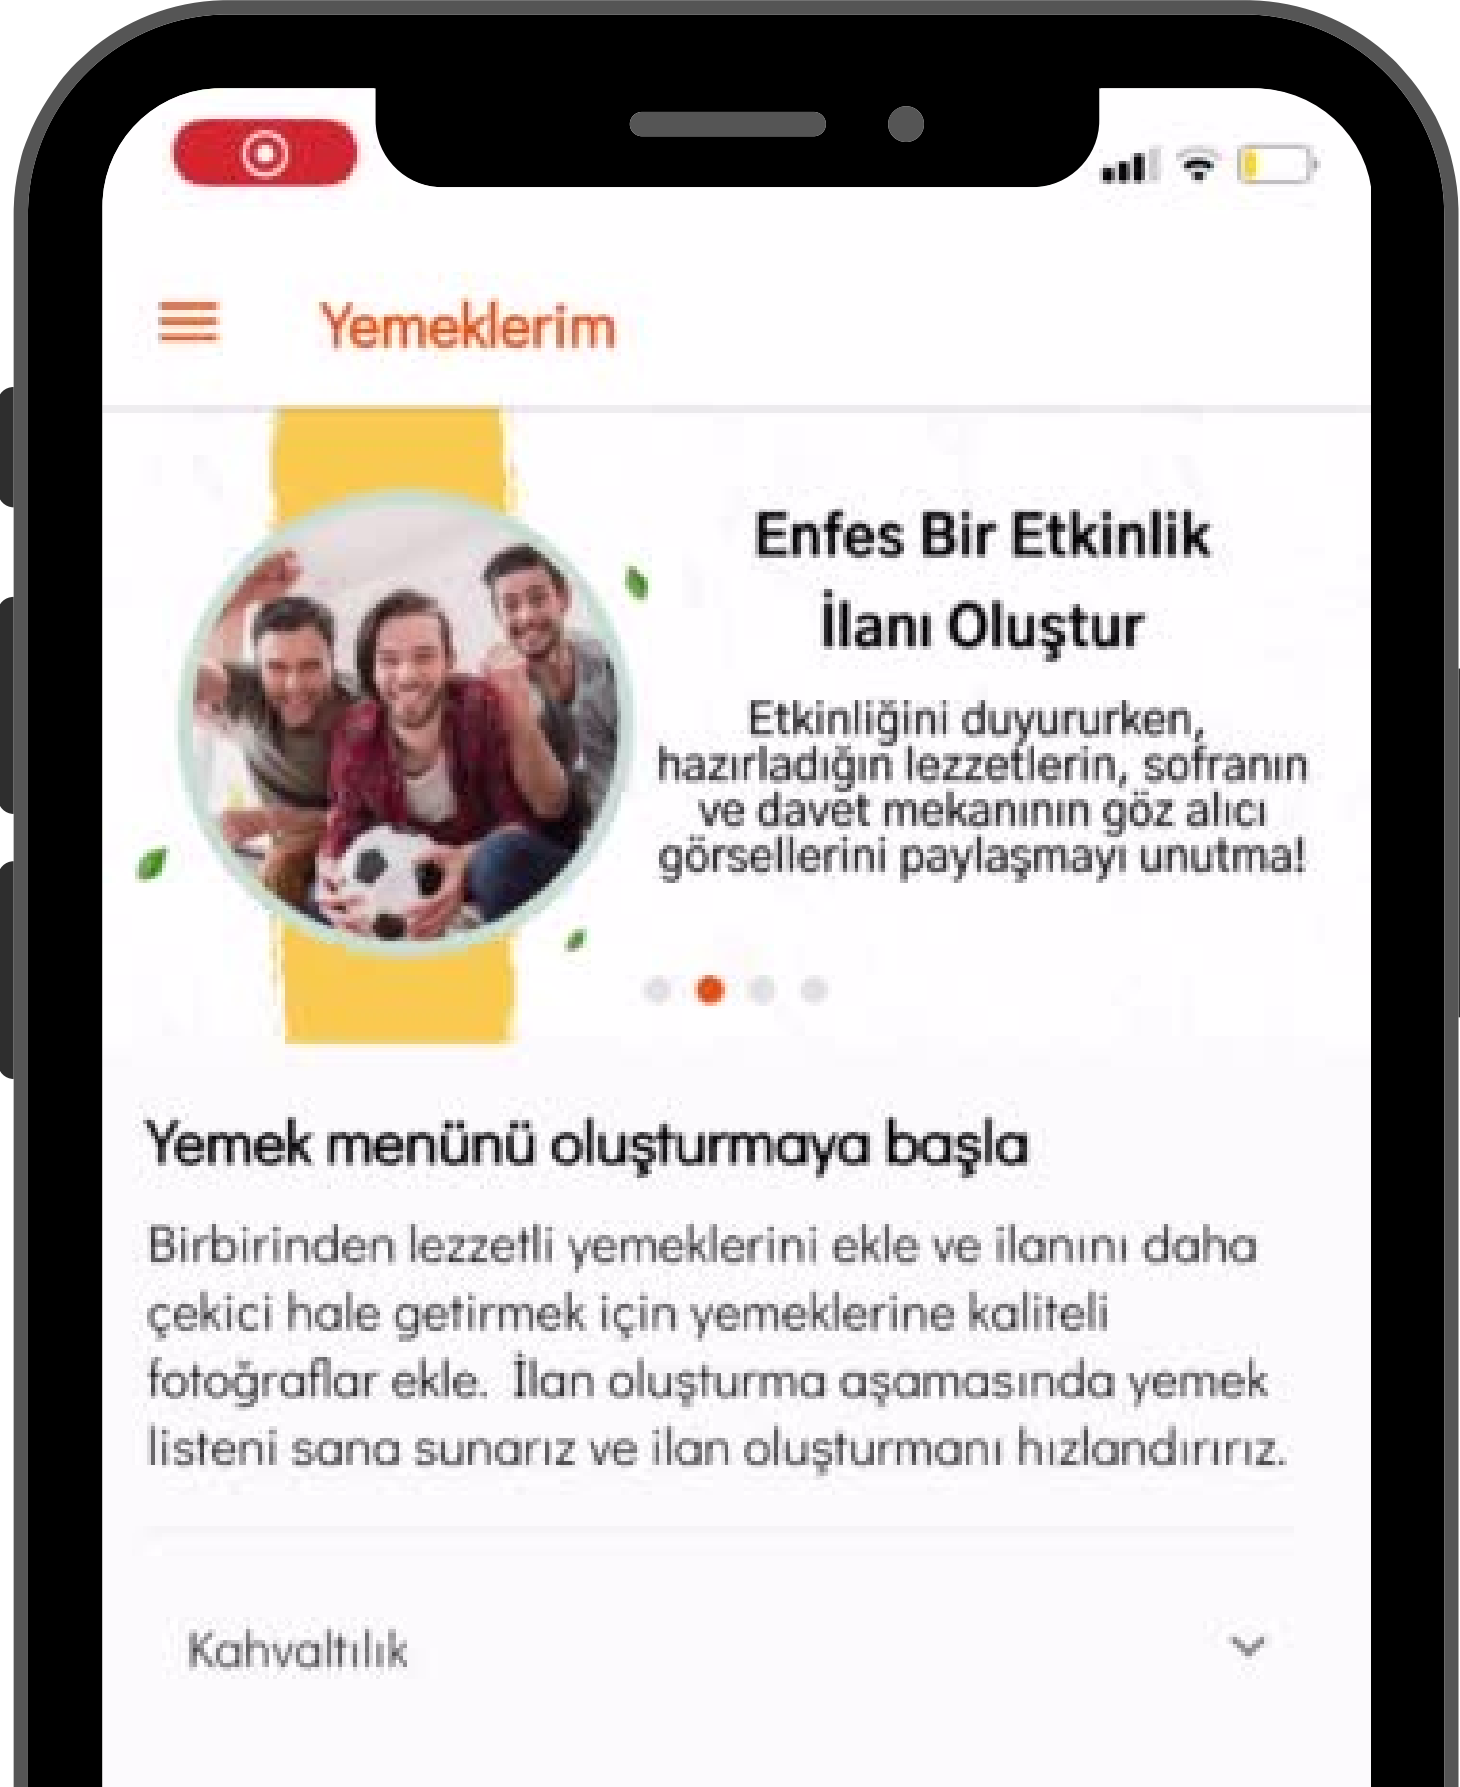 Yemeklerim
Enfes Bir Etkinlik
İlanı Oluştur
Etkinliğini duyururken,
hazırladığın lezzetlerin, sofranın
ve davet mekanının göz alıcı
görsellerini paylaşmayı unutma!
Yemek menünü oluşturmaya başla
Birbirinden lezzetli yemeklerini ekle ve ilanını daha
çekici hale getirmek için yemeklerine kaliteli
fotoğraflar ekle. İlan oluşturma aşamasında yemek
listeni sana sunarız ve ilan oluşturmanı hızlandırırız.
Kahvaltılık